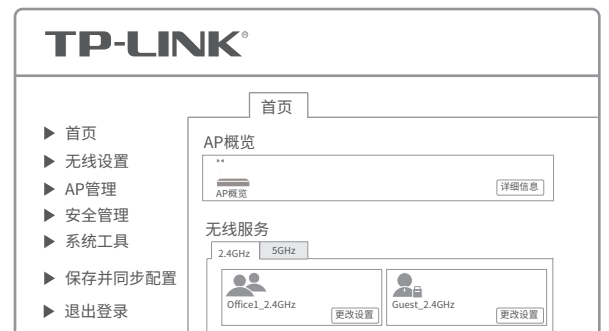 TP-LINK®
首页
首页
无线设置
AP管理
安全管理
系统工具
保存并同步配置
退出登录
AP概览
AP概览
详细信息
无线服务
2.4GHz
5GHz
Office1_2.4GHz
更改设置
Guest_2.4GHz
更改设置